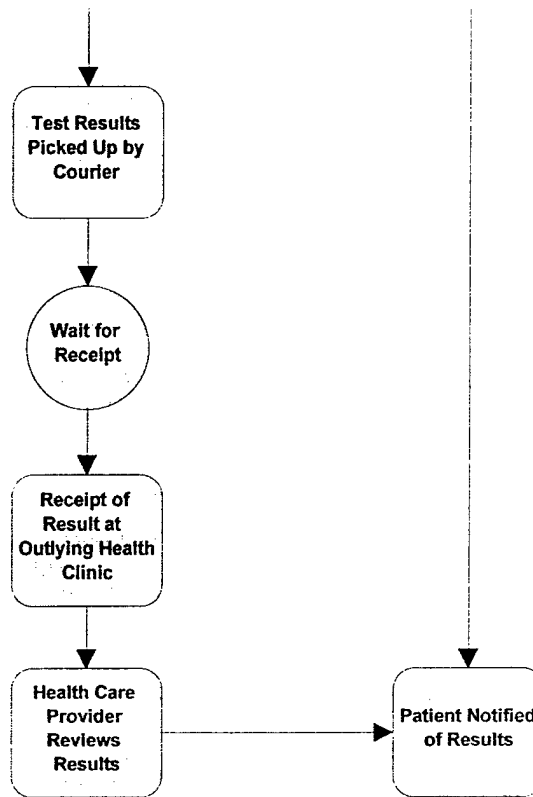 Test Results
Picked Up by
Courier
Wait for
Receipt
Receipt of
Result at
Outlying Health
Clinic
Health Care
Provider
Reviews
Results
Patient Notified
of Results